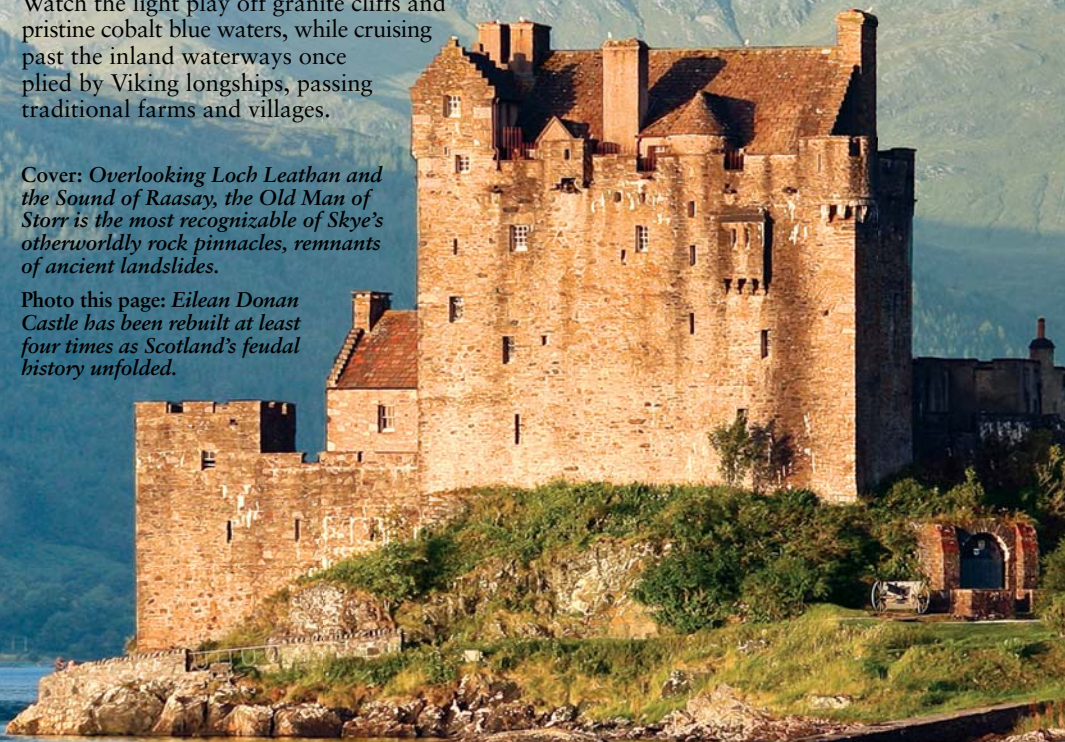 Watch the light play off granite cliffs and
pristine cobalt blue waters, while cruising
past the inland waterways once
plied by Viking longships, passing
traditional farms and villages.
Cover: Overlooking Loch Leathan and
the Sound of Raasay, the Old Man of
Storr is the most recognizable of Skye's
otherworldly rock pinnacles, remnants
of ancient landslides.
Photo this page: Eilean Donan
Castle has been rebuilt at least
four times as Scotland's feudal
history unfolded.